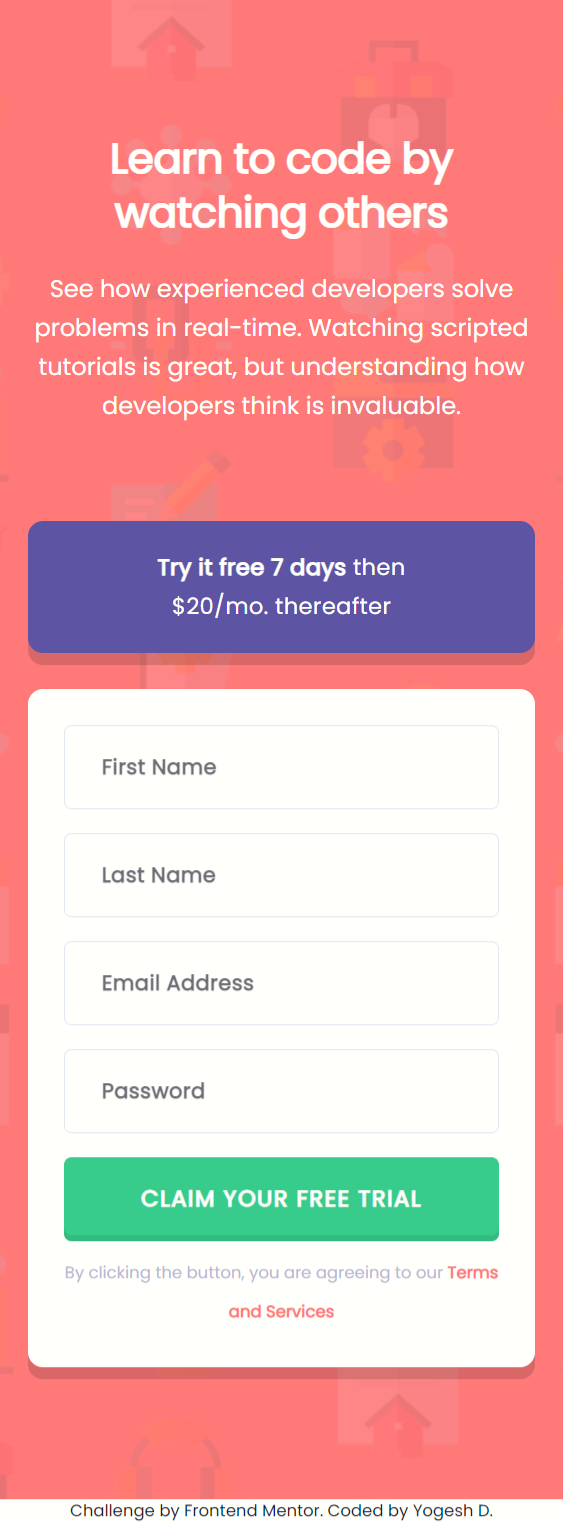 Learn to code by
watching others
See how experienced developers solve
problems in real-time. Watching scripted
tutorials is great, but understanding how
developers think is invaluable.
Try it free 7 days then
$20/mo. thereafter
First Name
Last Name
Email Address
Password
CLAIM YOUR FREE TRIAL
By clicking the button, you are agreeing to our Terms
and Services
Challenge by Frontend Mentor. Coded by Yogesh D.